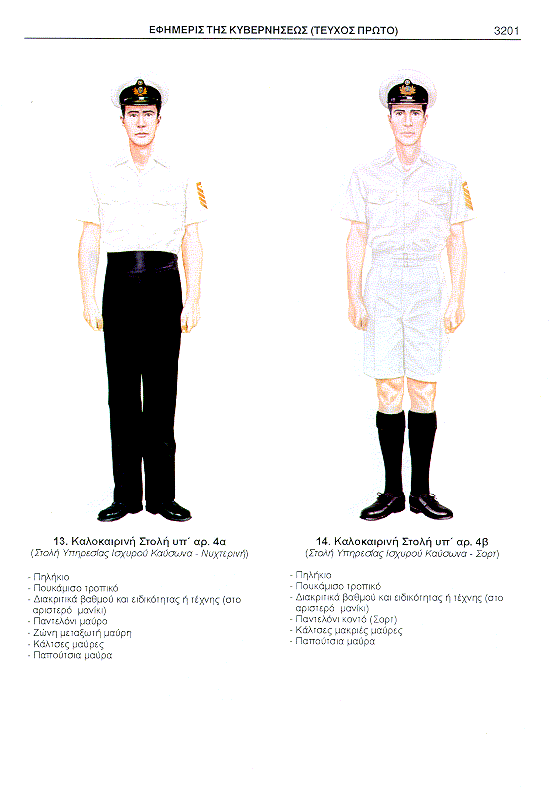 ΕΦΗΜΕΡΙΣ ΤΗΣ ΚΥΒΕΡΝΗΣΕΩΣ (ΤΕΥΧΟΣ ΠΡΩΤΟ)
3201
13. Καλοκαιρινή Στολή υπ΄ αρ. 4α
(Στολή Υπηρεσίας Ισχυρού Καύσωνα - Νυχτερινή)
- Πηλήκιο
- Πουκάμισο τροπικό
- Διακριτικά βαθμού και ειδικότητας ή τέχνης (στο
αριστερό μανίκι)
- Παντελόνι μαύρο
- Ζώνη μεταξωτή μαύρη
- Κάλτσες μαύρες
- Παπούτσια μαύρα
14. Καλοκαιρινή Στολή υπ΄ αρ. 4β
(Στολή Υπηρεσίας Ισχυρού Καύσωνα - Σορτ)
- Πηλήκιο
- Πουκάμισο τροπικό
- Διακριτικά βαθμού και ειδικότητας ή τέχνης (στο
αριστερό μανίκι)
- Παντελόνι κοντό (Σορτ)
- Κάλτσες μακριές μαύρες
- Παπούτσια μαύρα